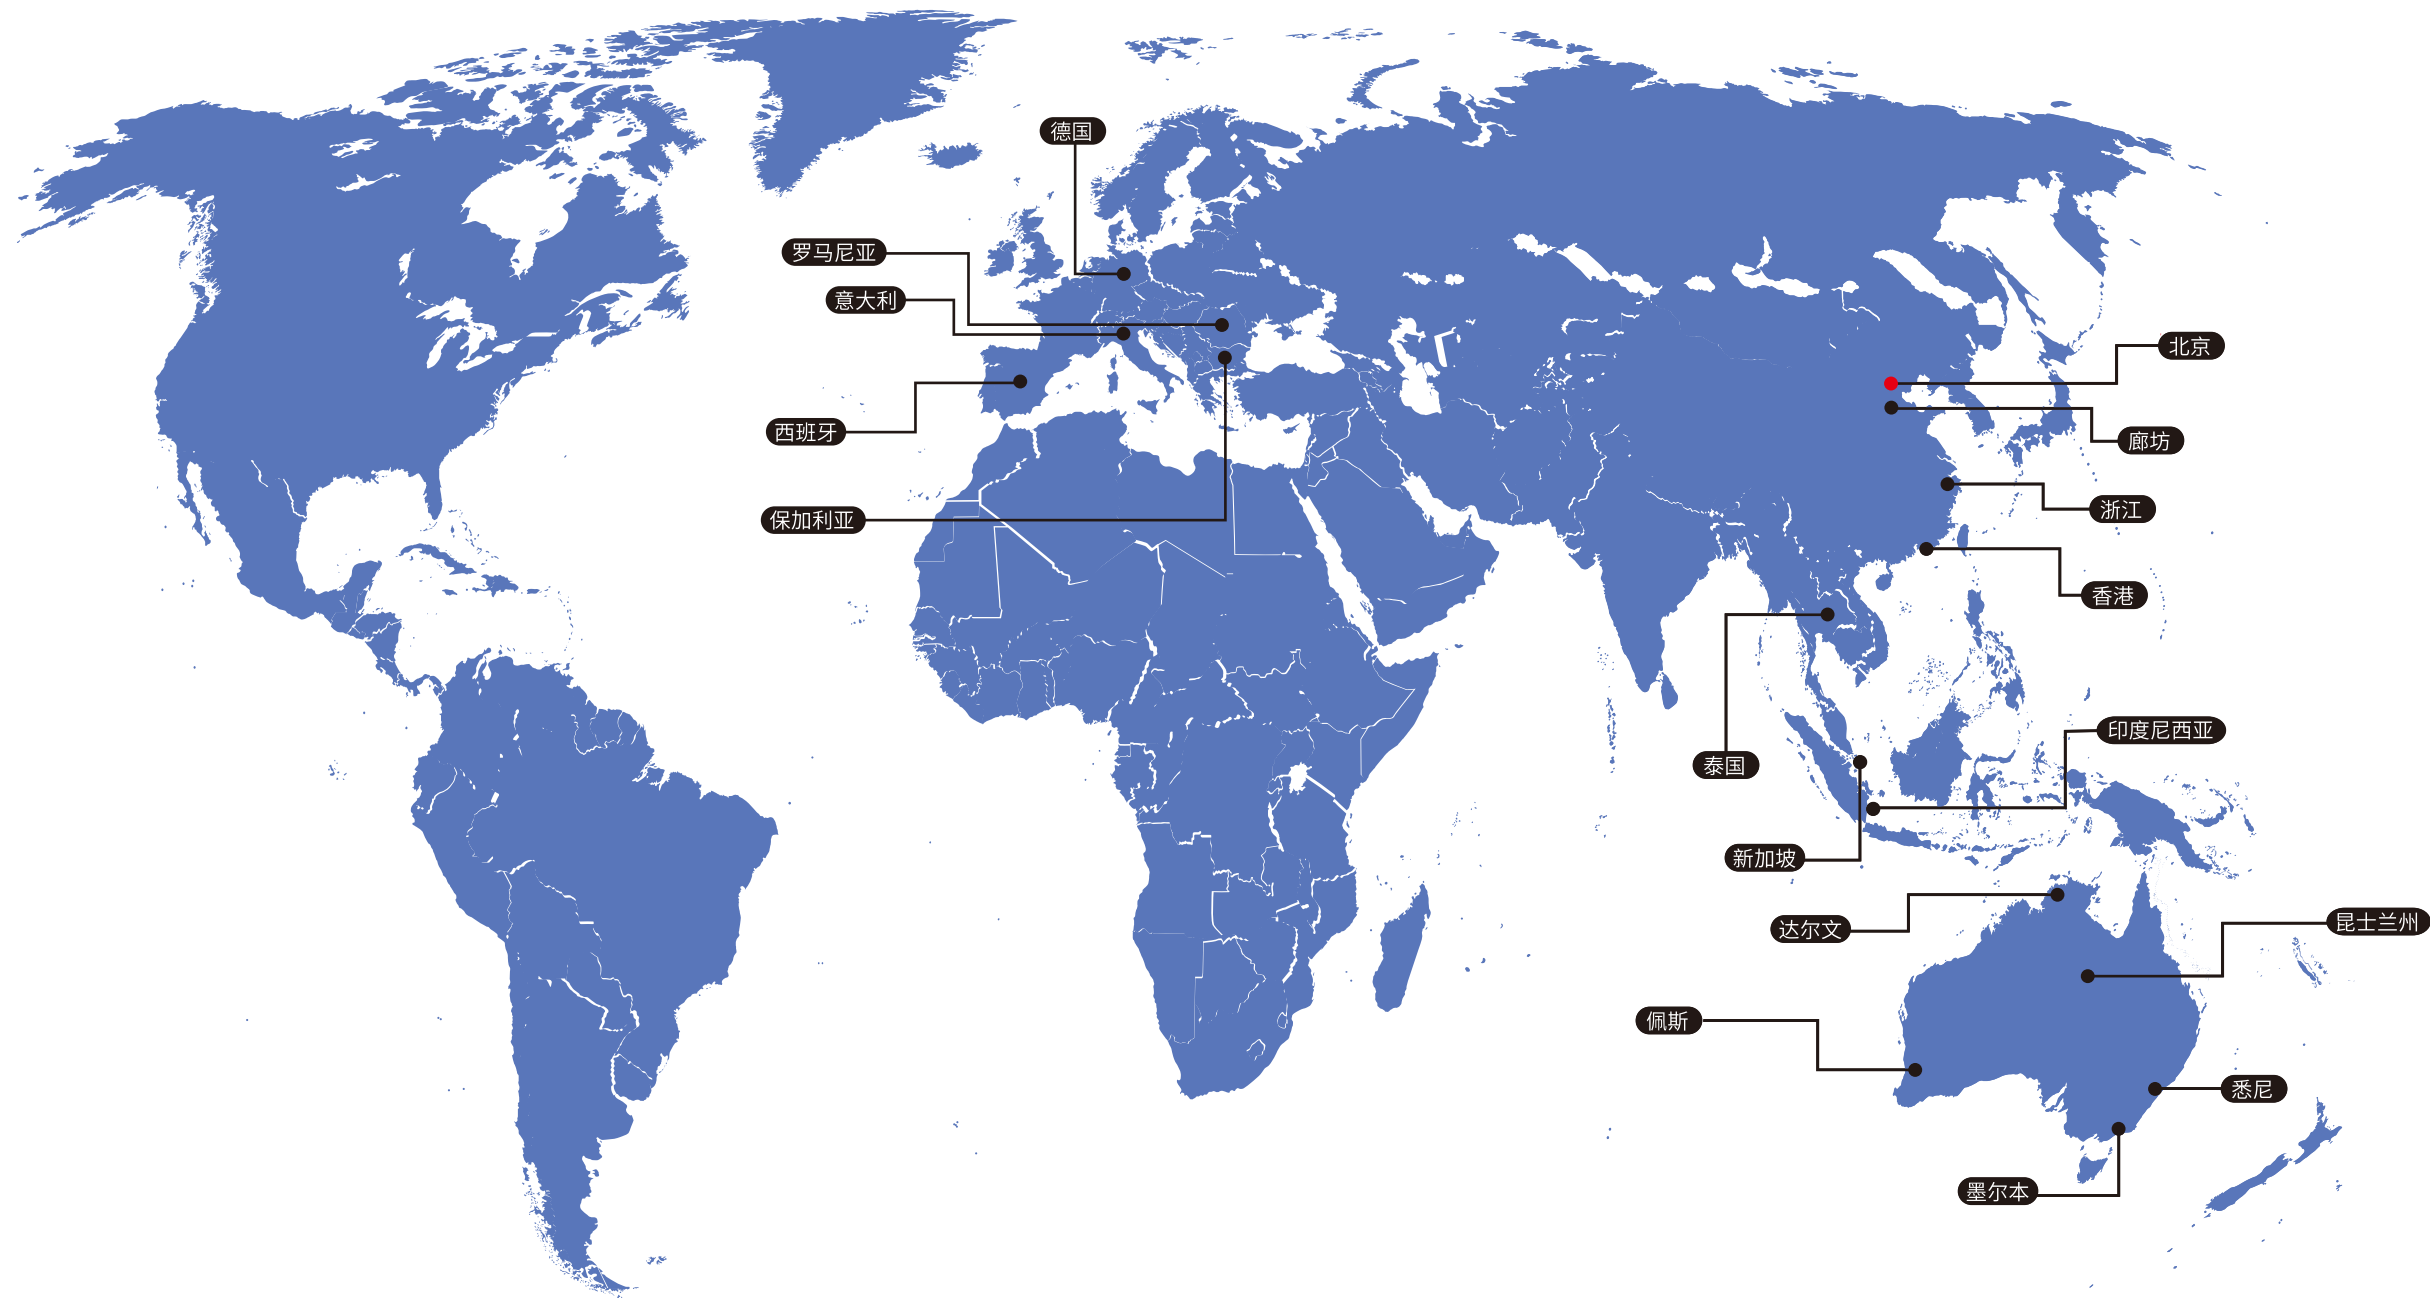 德国
罗马尼亚
意大利
北京
西班牙
廊坊
浙江
保加利亚
香港
印度尼西亚
泰国
新加坡
达尔文
昆士兰州
佩斯
悉尼
墨尔本